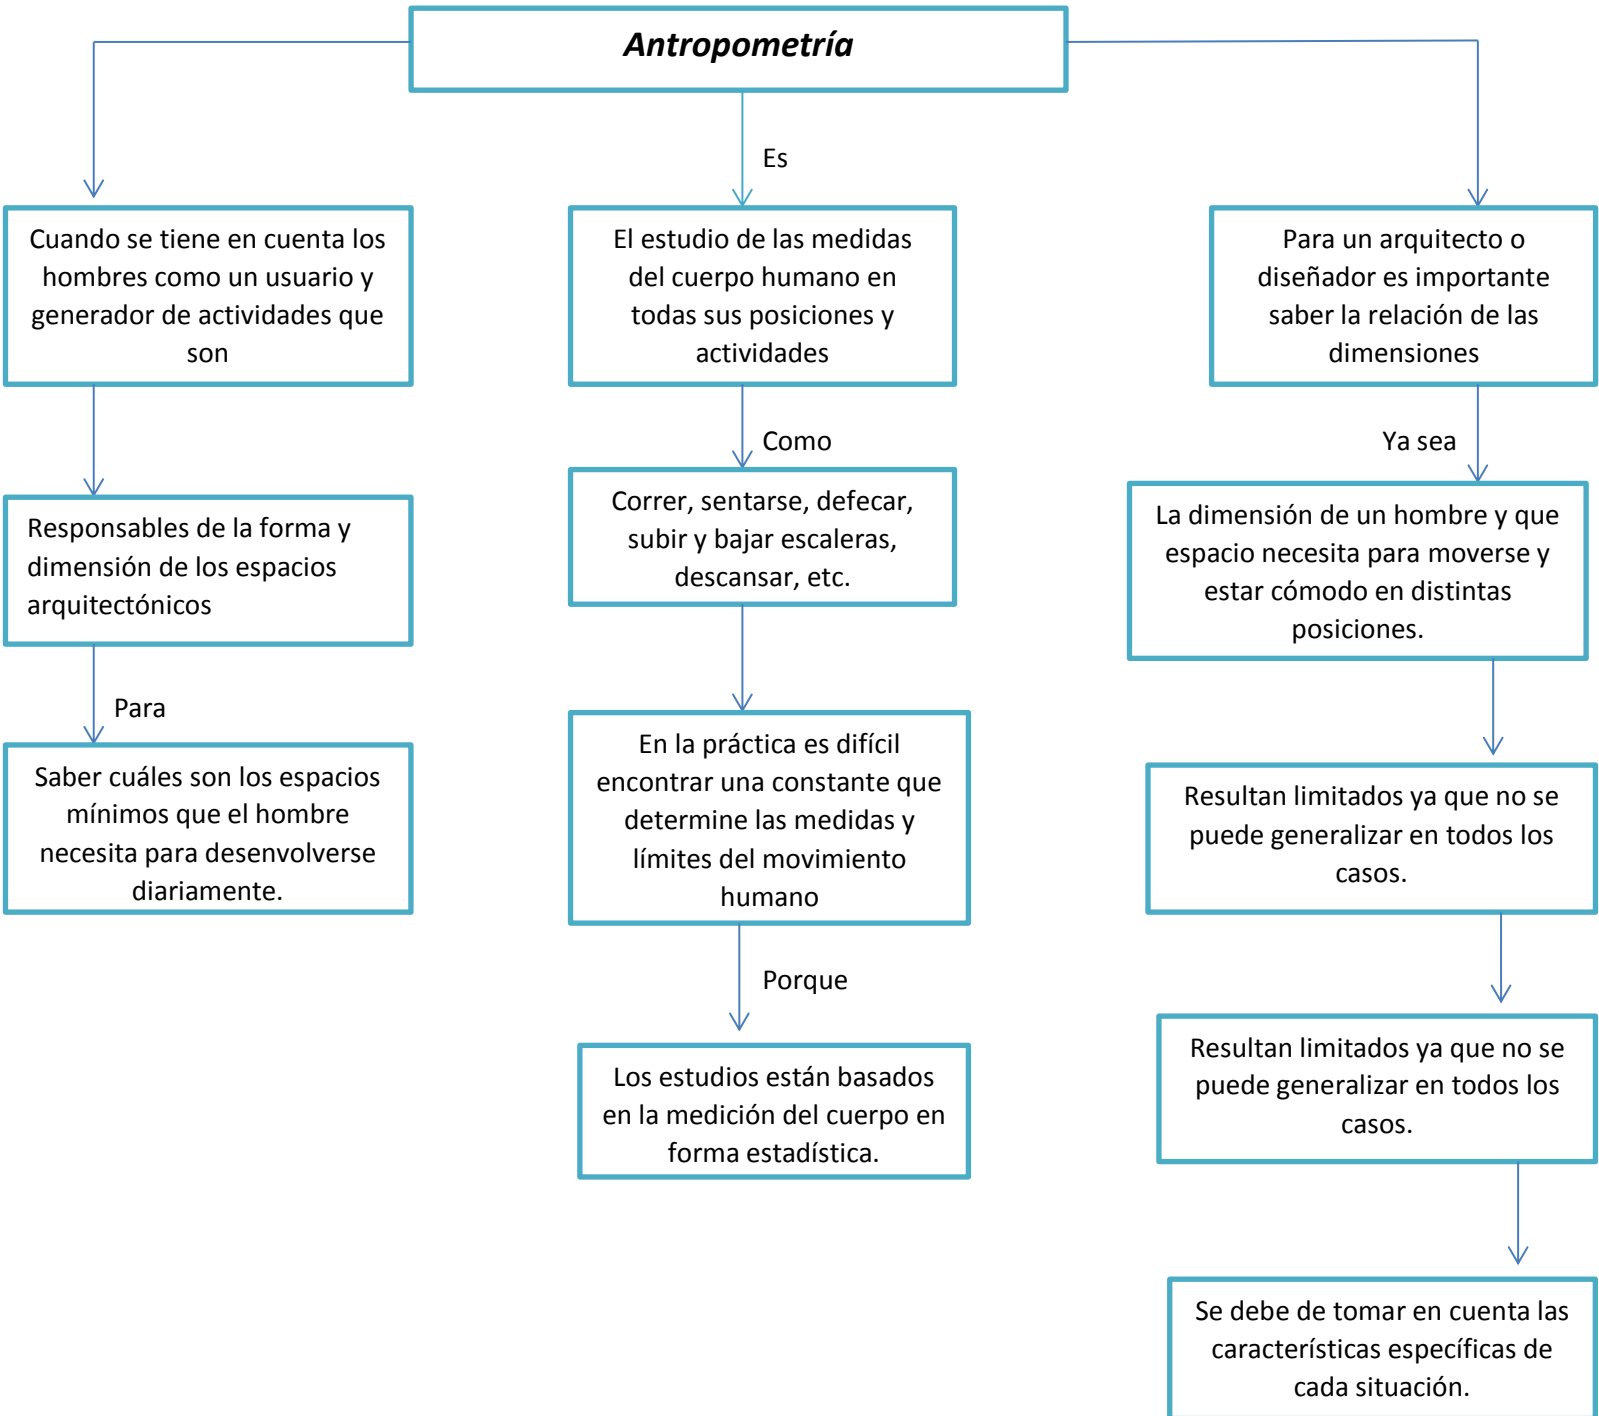 Antropometría
Cuando se tiene en cuenta los
hombres como un usuario y
generador de actividades que
son
Responsables de la forma y
dimensión de los espacios
arquitectónicos
Para
Saber cuáles son los espacios
mínimos que el hombre
necesita para desenvolverse
diariamente.
Es
El estudio de las medidas
del cuerpo humano en
todas sus posiciones y
actividades
Como
Correr, sentarse, defecar,
subir y bajar escaleras,
descansar, etc.
En la práctica es difícil
encontrar una constante que
determine las medidas y
límites del movimiento
humano
Porque
Los estudios están basados
en la medición del cuerpo en
forma estadística.
Para un arquitecto o
diseñador es importante
saber la relación de las
dimensiones
Ya sea
La dimensión de un hombre y que
espacio necesita para moverse y
estar cómodo en distintas
posiciones.
Resultan limitados ya que no se
puede generalizar en todos los
casos.
Resultan limitados ya que no se
puede generalizar en todos los
casos.
Se debe de tomar en cuenta las
características específicas de
cada situación.